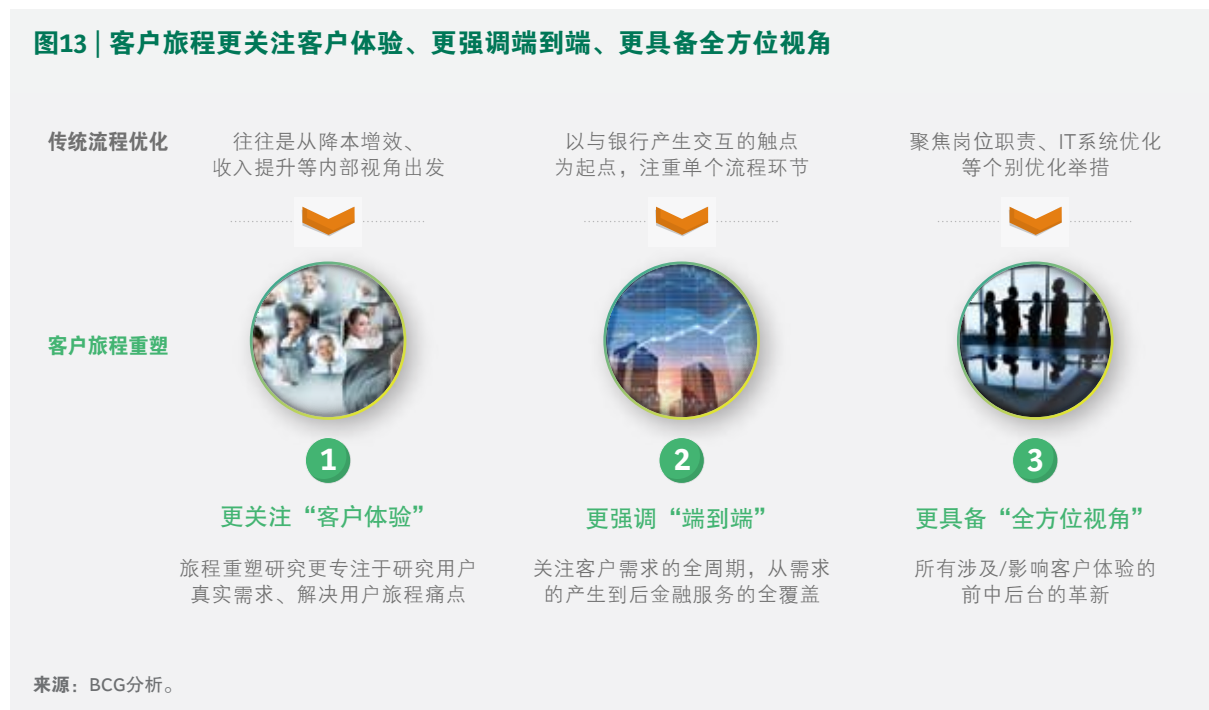 图13 | 客户旅程更关注客户体验、更强调端到端、更具备全方位视角
传统流程优化
往往是从降本增效、
收入提升等内部视角出发
以与银行产生交互的触点
为起点，注重单个流程环节
聚焦岗位职责、IT系统优化
等个别优化举措
客户旅程重塑
1
更关注“客户体验”
旅程重塑研究更专注于研究用户
真实需求、解决用户旅程痛点
2
更强调“端到端”
关注客户需求的全周期，从需求
的产生到后金融服务的全覆盖
3
更具备“全方位视角”
所有涉及/影响客户体验的
前中后台的革新
来源：BCG分析。